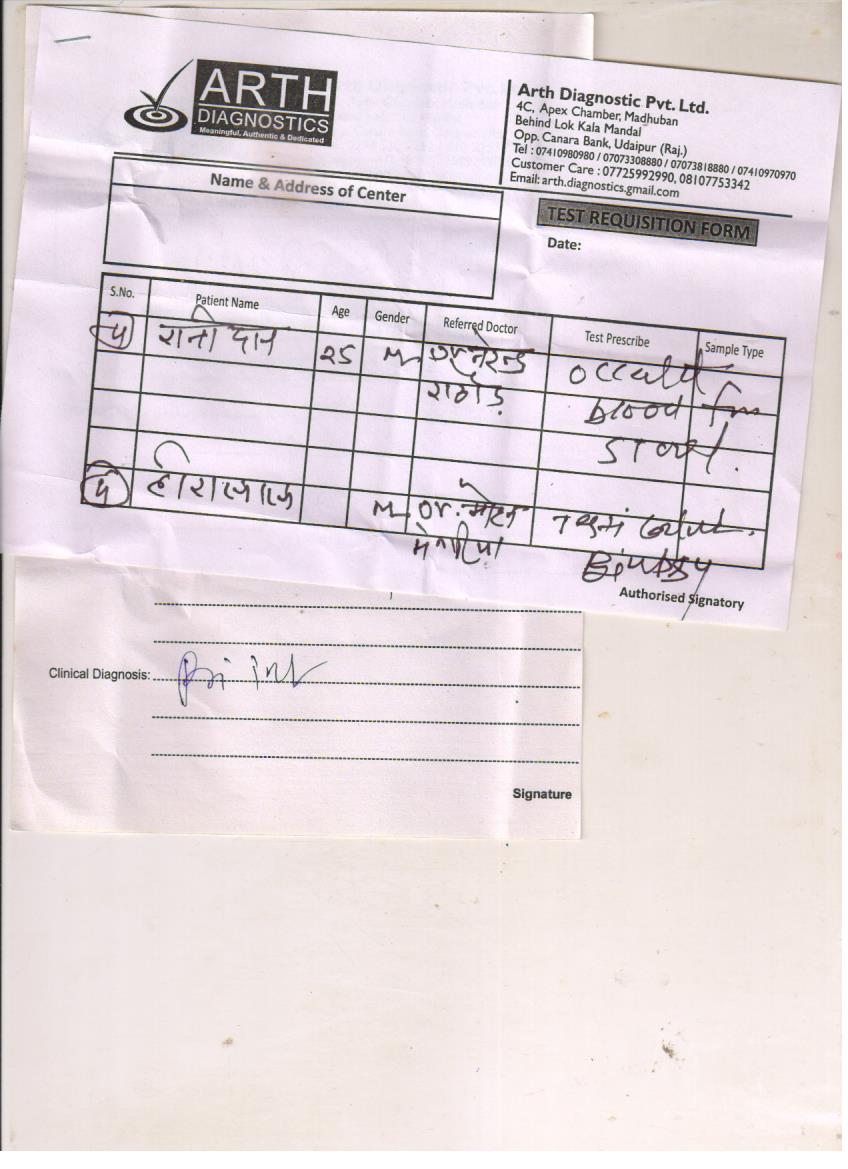 ARTH
DIAGNOSTICS
Meaningful, Authentic & Dedicated
Arth Diagnostic Pvt. Ltd.
4C, Apex Chamber, Madhuban
Behind Lok Kala Mandal
Opp. Canara Bank, Udaipur (Raj.)
Tel : 07410980980 / 07073308880 / 07073818880 / 07410970970
Customer Care : 07725992990, 08107753342
Email: arth.diagnostics.gmail.com
Name & Address of Center
TEST REQUISITION FORM
Date:
S.No. Patient Name Age Gender Referred Doctor Test Prescribe Sample Type
25 M Dr. occult
राठोड़ blood
stool.
हीरालाल M Dr.
Authorised Signatory
Clinical Diagnosis:
Signature